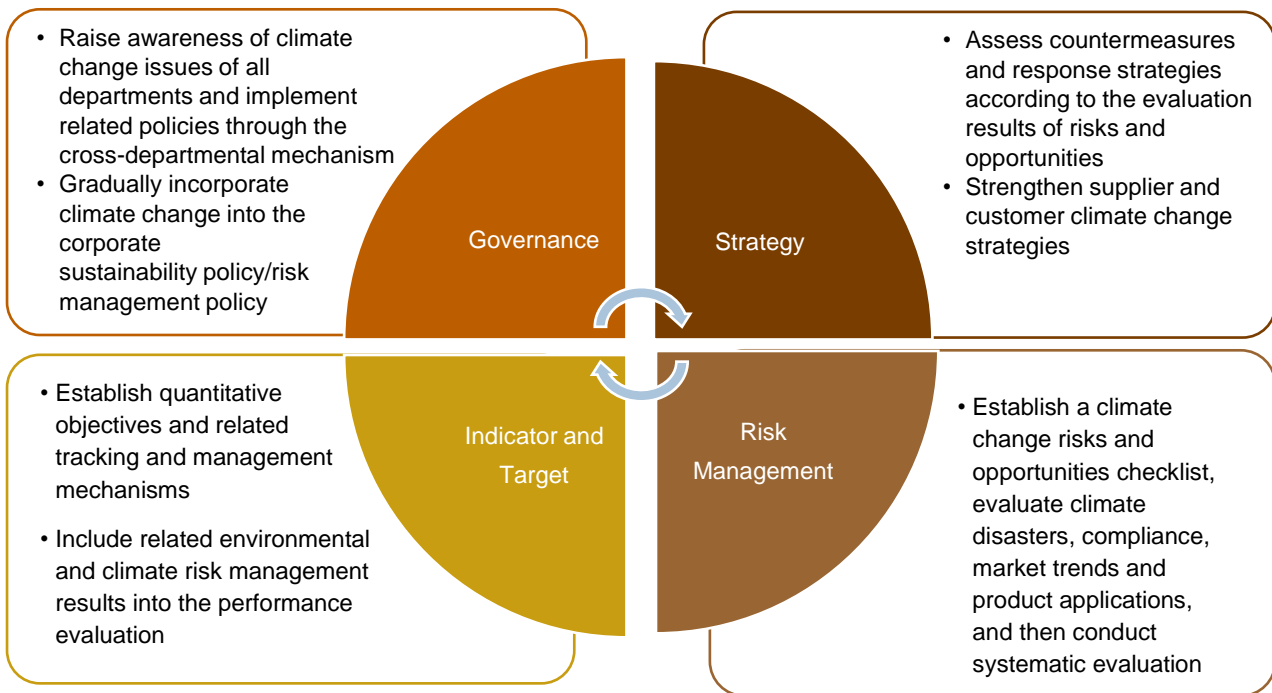 • Raise awareness of climate
change issues of all
departments and implement
related policies through the
cross-departmental mechanism
• Gradually incorporate
climate change into the
corporate
sustainability policy/risk
management policy
Governance
Strategy
• Assess countermeasures
and response strategies
according to the evaluation
results of risks and
opportunities
• Strengthen supplier and
customer climate change
strategies
• Establish quantitative
objectives and related
tracking and management
mechanisms
• Include related environmental
and climate risk management
results into the performance
evaluation
Indicator and
Target
Risk
Management
• Establish a climate
change risks and
opportunities checklist,
evaluate climate
disasters, compliance,
market trends and
product applications,
and then conduct
systematic evaluation